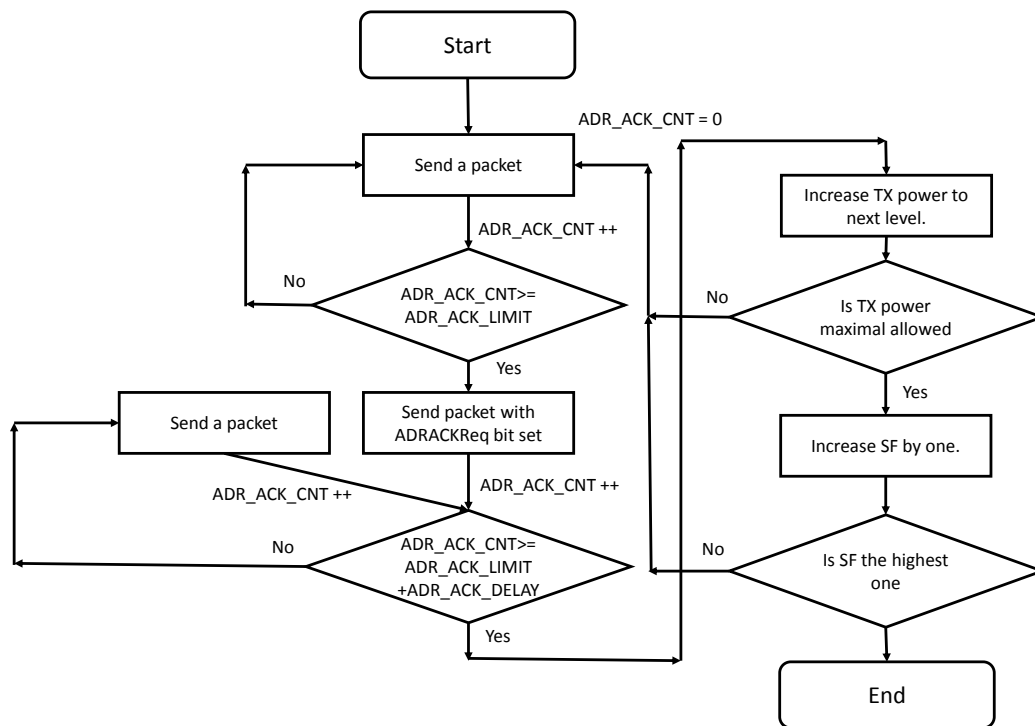 Start
ADR_ACK_CNT = 0
Send a packet
Increase TX power to
next level.
ADR_ACK_CNT ++
No
ADR_ACK_CNT>=
ADR_ACK_LIMIT
No
Is TX power
maximal allowed
Yes
Yes
Send a packet
Send packet with
ADRACKReq bit set
Increase SF by one.
ADR_ACK_CNT ++
ADR_ACK_CNT ++
No
ADR_ACK_CNT>=
ADR_ACK_LIMIT
+ADR_ACK_DELAY
No
Is SF the highest
one
Yes
End